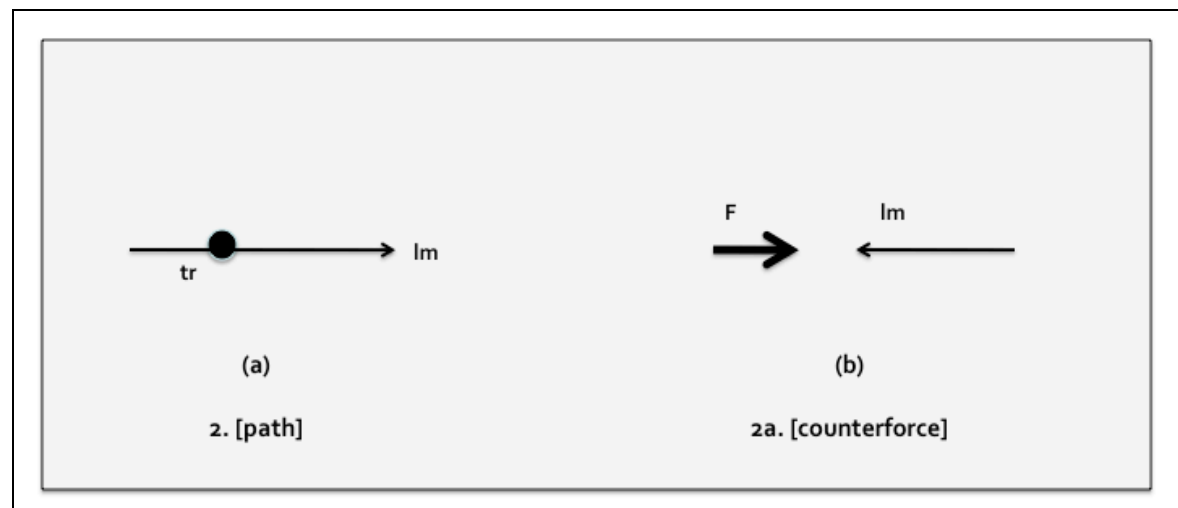 F
lm
lm
tr
(a)
(b)
2. [path]
2a. [counterforce]